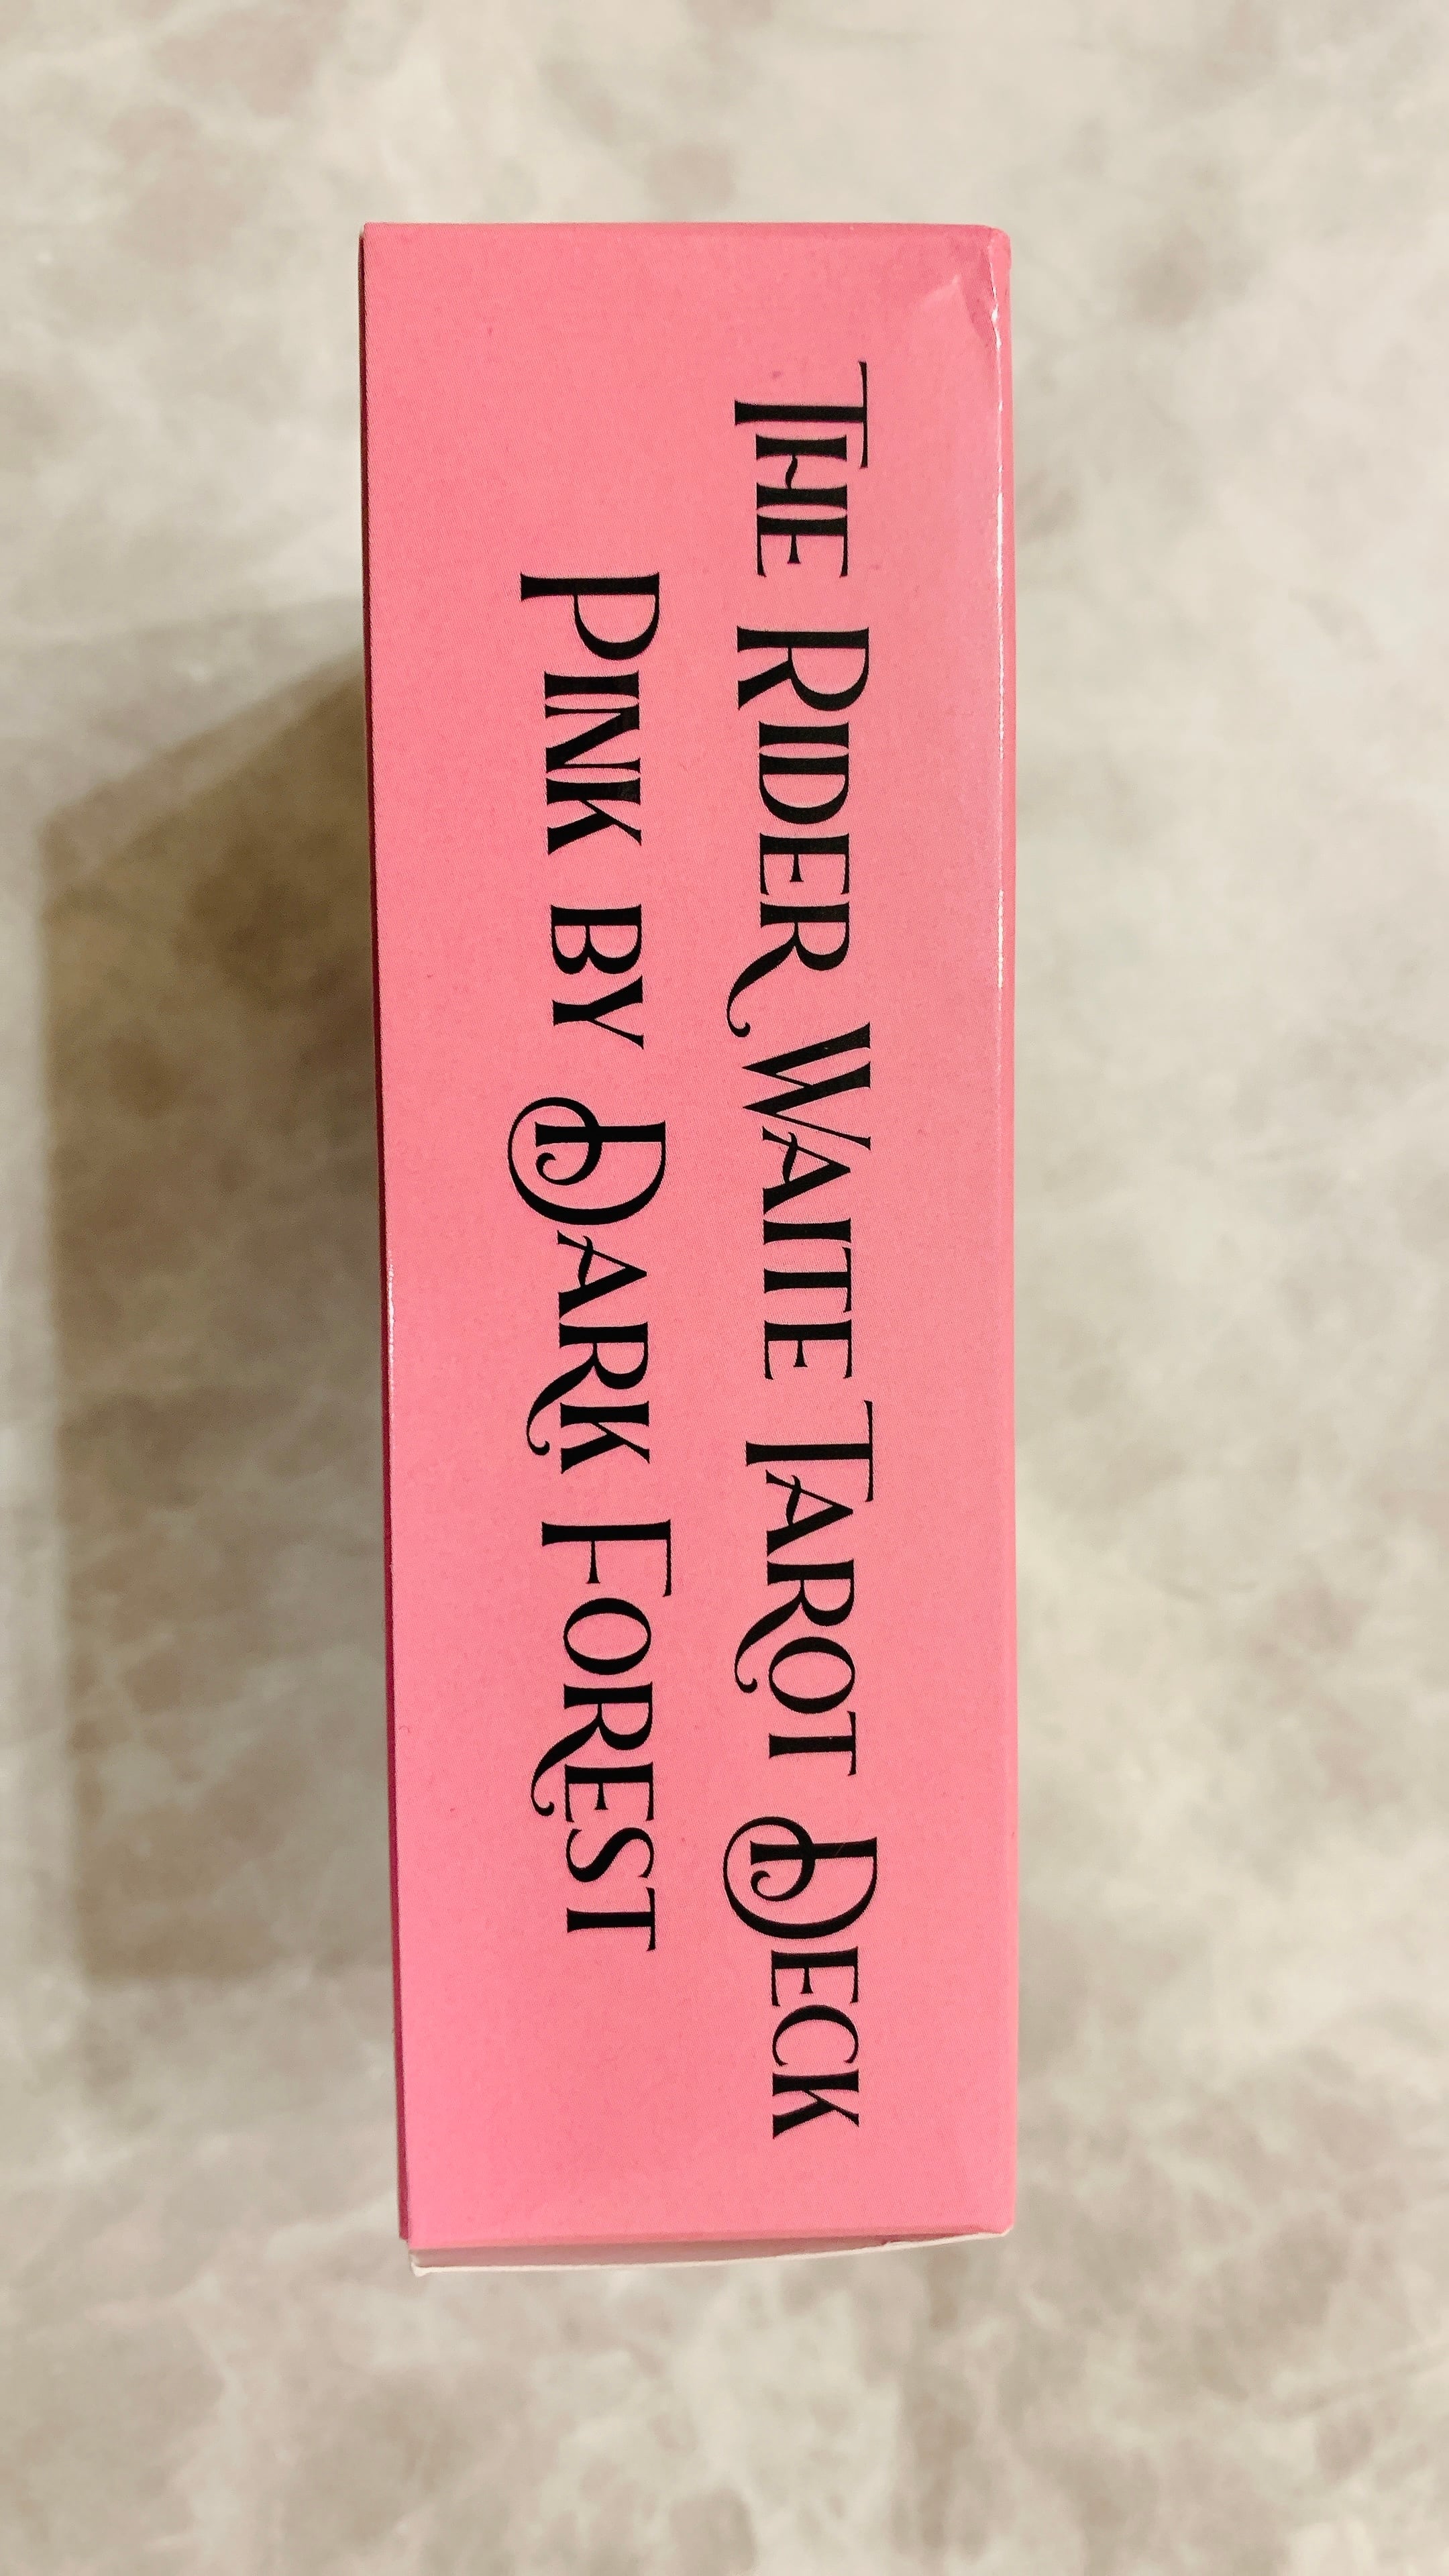 The Rider Waite Tarot Deck
Pink by Dark Forest